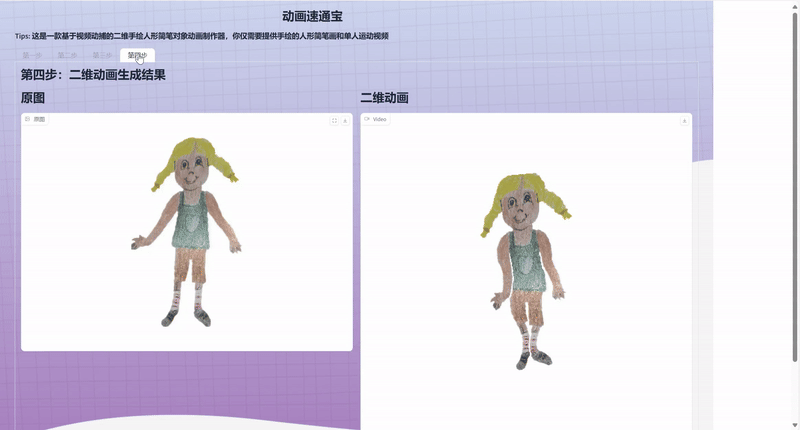 动画速通宝
Tips: 这是一款基于视频动捕的二维手绘人形简笔对象动画制作器，你仅需要提供手绘的人形简笔画和单人运动视频
第一步 第二步 第三步 第四步
第四步：二维动画生成结果
原图 二维动画
原图 Video